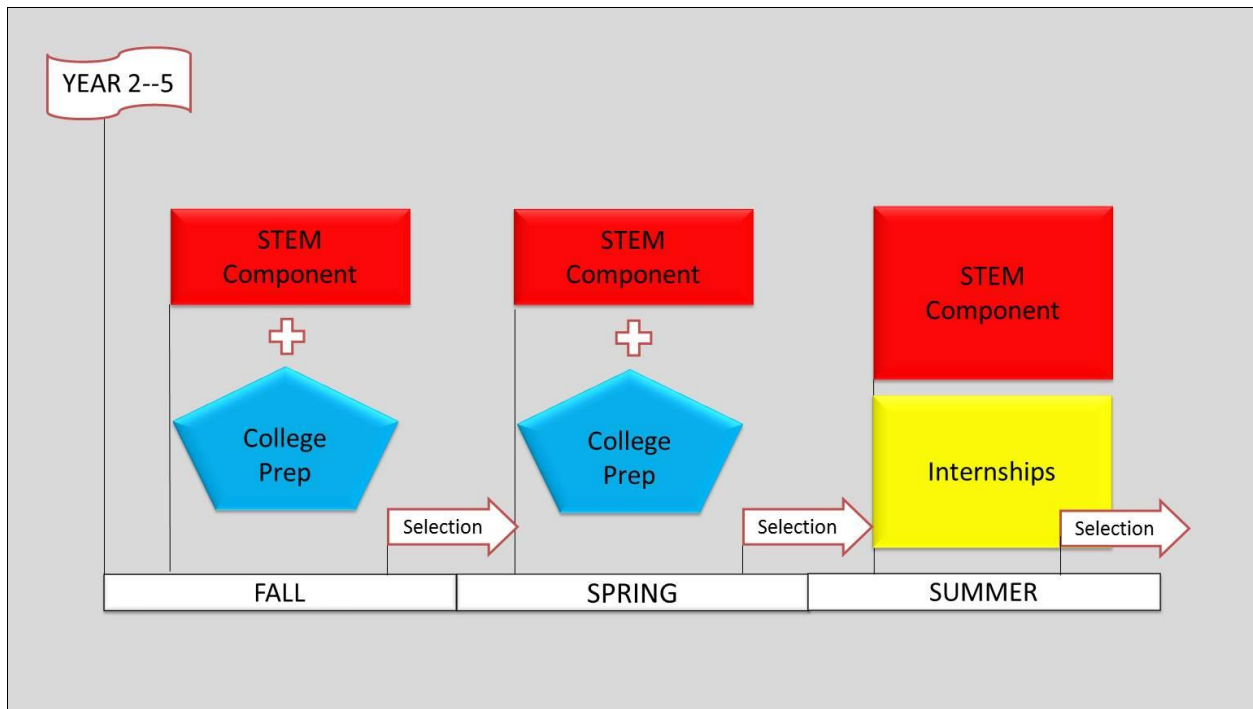 YEAR 2--5
STEM
Component
STEM
Component
STEM
Component
College
Prep
College
Prep
Internships
Selection
Selection
Selection
FALL
SPRING
SUMMER